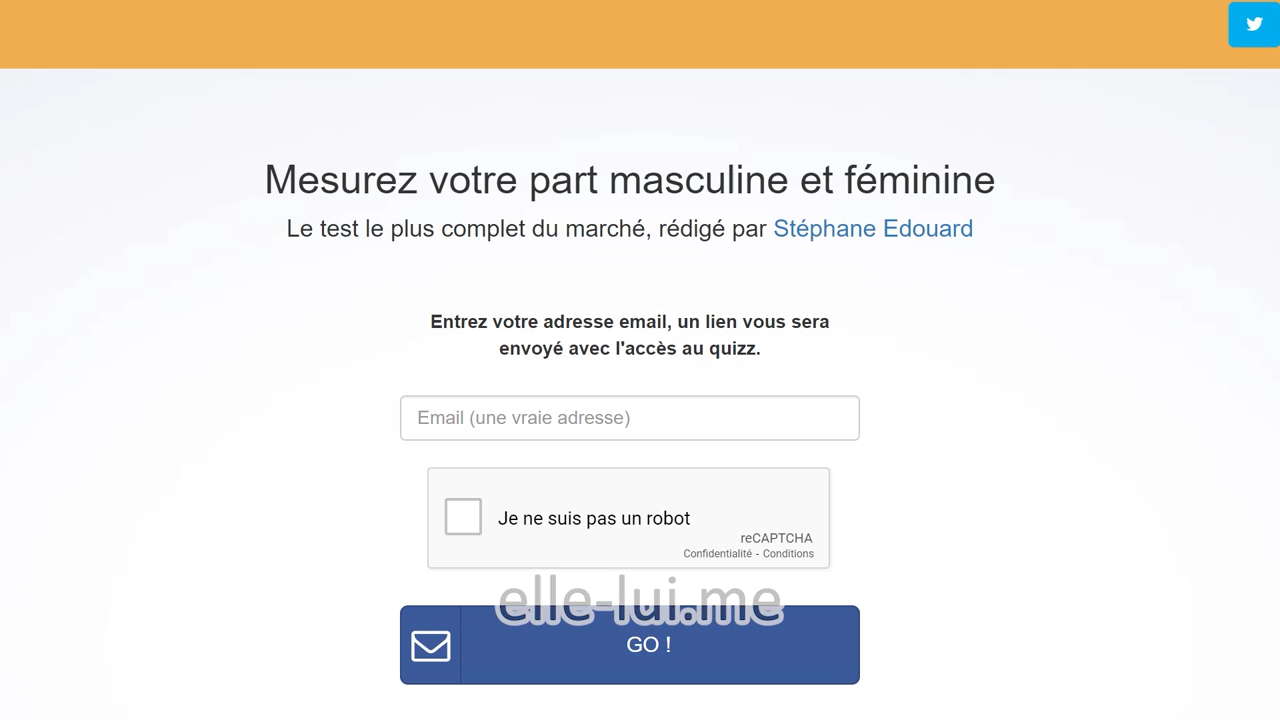 Mesurez votre part masculine et féminine
Le test le plus complet du marché, rédigé par Stéphane Edouard
Entrez votre adresse email, un lien vous sera
envoyé avec l'accès au quizz.
Email (une vraie adresse)
Je ne suis pas un robot
reCAPTCHA
Confidentialité - Conditions
elle-lui.me
GO !